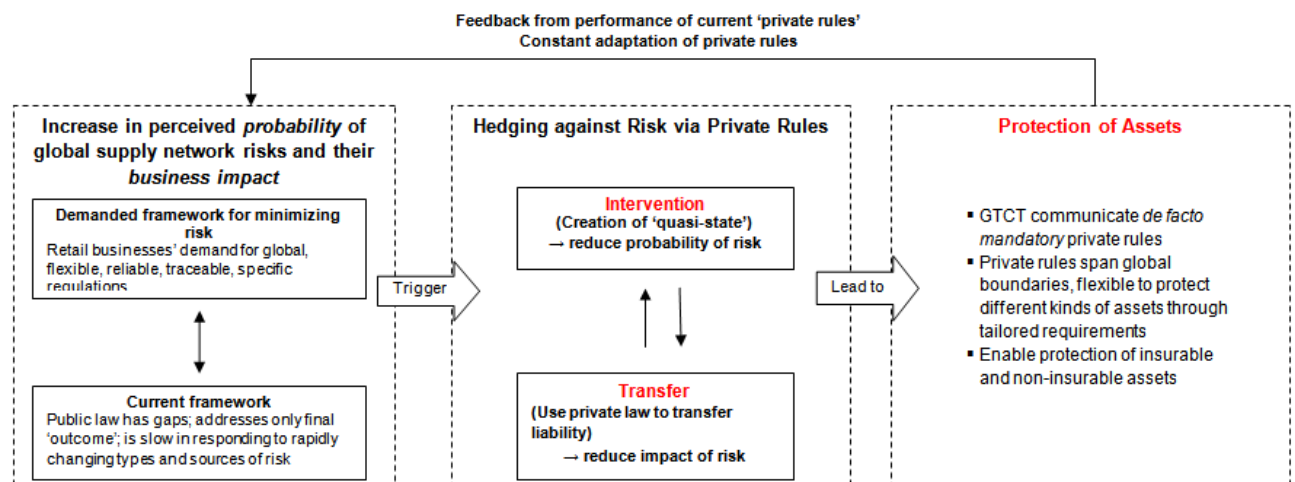 Feedback from performance of current ‘private rules’
Constant adaptation of private rules
Increase in perceived probability of
global supply network risks and their
business impact
Demanded framework for minimizing
risk
Retail businesses’ demand for global,
flexible, reliable, traceable, specific
regulations
Current framework
Public law has gaps; addresses only final
‘outcome’; is slow in responding to rapidly
changing types and sources of risk
Trigger
Hedging against Risk via Private Rules
Intervention
(Creation of ‘quasi-state’)
→ reduce probability of risk
Transfer
(Use private law to transfer
liability)
→ reduce impact of risk
Lead to
Protection of Assets
▪ GTCT communicate de facto
mandatory private rules
▪ Private rules span global
boundaries, flexible to protect
different kinds of assets through
tailored requirements
▪ Enable protection of insurable
and non-insurable assets